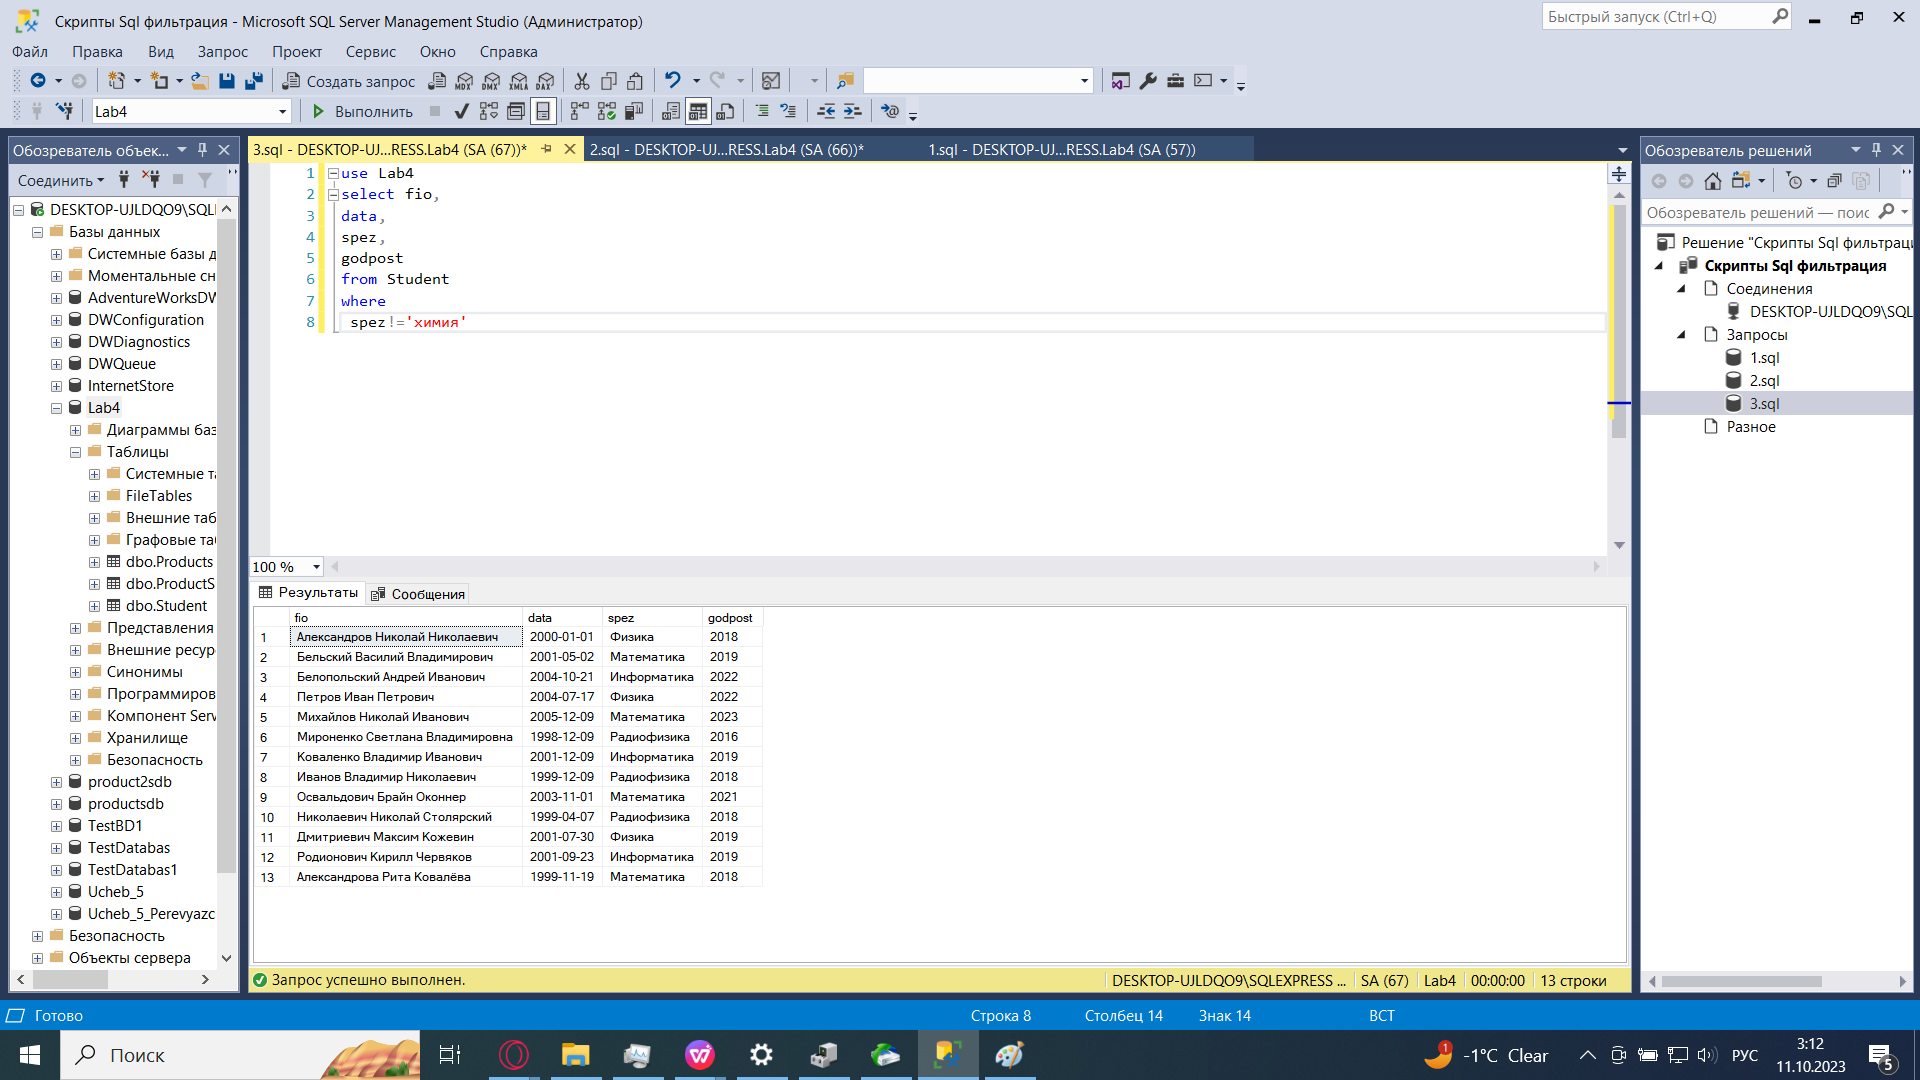 Скрипты Sql фильтрация - Microsoft SQL Server Management Studio (Администратор)
Быстрый запуск (Ctrl+Q)
Файл Правка Вид Запрос Проект Сервис Окно Справка
Создать запрос
MDX DMX XMLA DAX
Lab4
Выполнить
Обозреватель объек...
Соединить
DESKTOP-UJLDQO9\SQLI
Базы данных
Системные базы д
Моментальные сн
AdventureWorksDW
DWConfiguration
DWDiagnostics
DWQueue
InternetStore
Lab4
Диаграммы баз
Таблицы
Системные та
FileTables
Внешние таб
Графовые таб
dbo.Products
dbo.ProductS
dbo.Student
Представления
Внешние ресур
Синонимы
Программиров
Компонент Serv
Хранилище
Безопасность
product2sdb
productsdb
TestBD1
TestDatabas
TestDatabas1
Ucheb_5
Ucheb_5_Perevyazc
Безопасность
Объекты сервера
3.sql - DESKTOP-UJ...RESS.Lab4 (SA (67))*
2.sql - DESKTOP-UJ...RESS.Lab4 (SA (66))*
1.sql - DESKTOP-UJ...RESS.Lab4 (SA (57))
1 use Lab4
2 select fio,
3 data,
4 spez,
5 godpost
6 from Student
7 where
8 spez!='химия'
100 %
Результаты Сообщения
fio data spez godpost
1 Александров Николай Николаевич 2000-01-01 Физика 2018
2 Бельский Василий Владимирович 2001-05-02 Математика 2019
3 Белопольский Андрей Иванович 2004-10-21 Информатика 2022
4 Петров Иван Петрович 2004-07-17 Физика 2022
5 Михайлов Николай Иванович 2005-12-09 Математика 2023
6 Мироненко Светлана Владимировна 1998-12-09 Радиофизика 2016
7 Коваленко Владимир Иванович 2001-12-09 Информатика 2019
8 Иванов Владимир Николаевич 1999-12-09 Радиофизика 2018
9 Освальдович Брайн Оконнер 2003-11-01 Математика 2021
10 Николаевич Николай Столярский 1999-04-07 Радиофизика 2018
11 Дмитриевич Максим Кожевин 2001-07-30 Физика 2019
12 Родионович Кирилл Червяков 2001-09-23 Информатика 2019
13 Александрова Рита Ковалёва 1999-11-19 Математика 2018
Запрос успешно выполнен.
DESKTOP-UJLDQO9\SQLEXPRESS ... SA (67) Lab4 00:00:00 13 строки
Обозреватель решений
Обозреватель решений — поис
Решение "Скрипты Sql фильтраци
Скрипты Sql фильтрация
Соединения
DESKTOP-UJLDQO9\SQL
Запросы
1.sql
2.sql
3.sql
Разное
Готово
Строка 8 Столбец 14 Знак 14 ВСТ
Поиск
1
-1°C Clear
РУС
3:12
11.10.2023
5